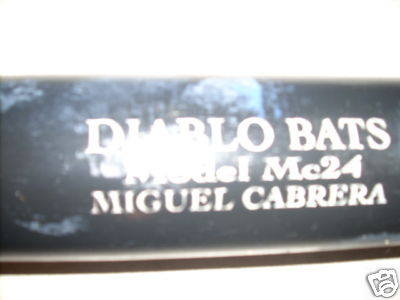 DIABLO BATS
Model Mc24
MIGUEL CABRERA